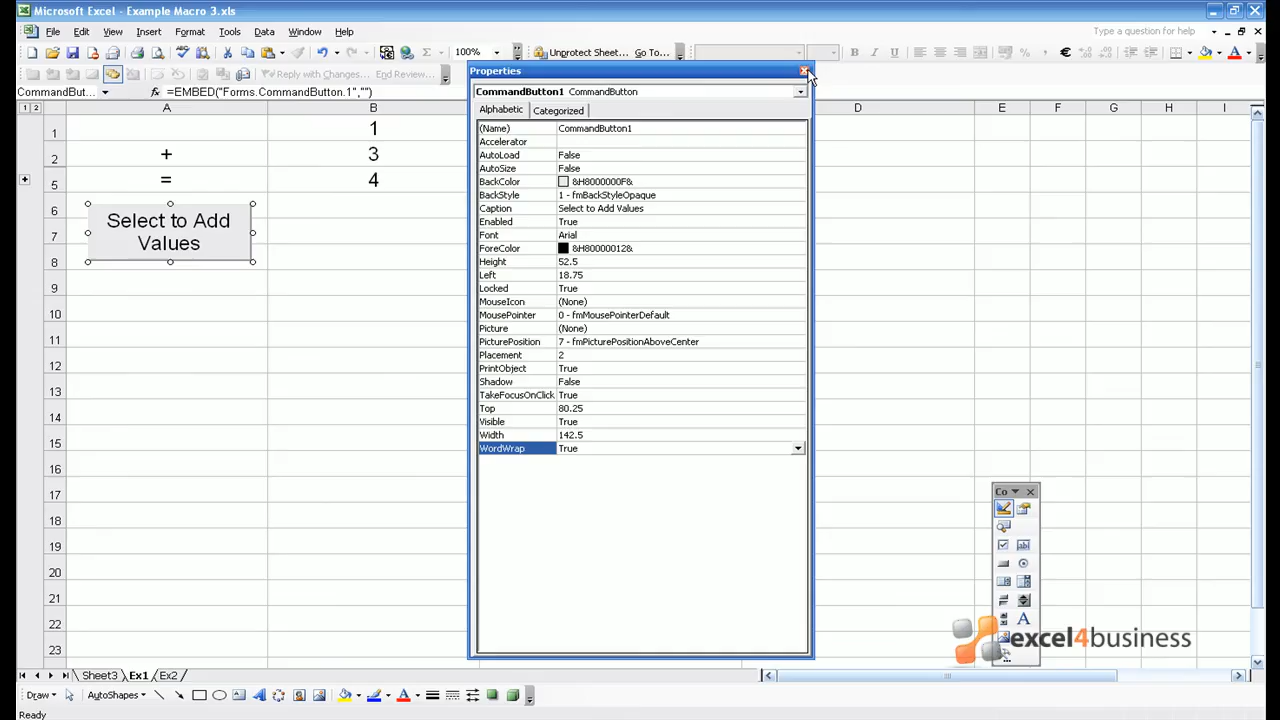 Microsoft Excel - Example Macro 3.xls
File Edit View Insert Format Tools Data Window Help
Type a question for help
100%
Unprotect Sheet... Go To...
Reply with Changes... End Review...
CommandBut...
fx =EMBED("Forms.CommandButton.1","")
1 2
A B D E F G H I
1 1
2 + 3
5 = 4
6
7
8
9
10
11
12
13
14
15
16
17
18
19
20
21
22
23
Select to Add
Values
Properties
CommandButton1 CommandButton
Alphabetic Categorized
(Name) CommandButton1
Accelerator
AutoLoad False
AutoSize False
BackColor &H8000000F&
BackStyle 1 - fmBackStyleOpaque
Caption Select to Add Values
Enabled True
Font Arial
ForeColor &H80000012&
Height 52.5
Left 18.75
Locked True
MouseIcon (None)
MousePointer 0 - fmMousePointerDefault
Picture (None)
PicturePosition 7 - fmPicturePositionAboveCenter
Placement 2
PrintObject True
Shadow False
TakeFocusOnClick True
Top 80.25
Visible True
Width 142.5
WordWrap True
Co
excel4business
Sheet3 Ex1 Ex2
Draw AutoShapes
Ready